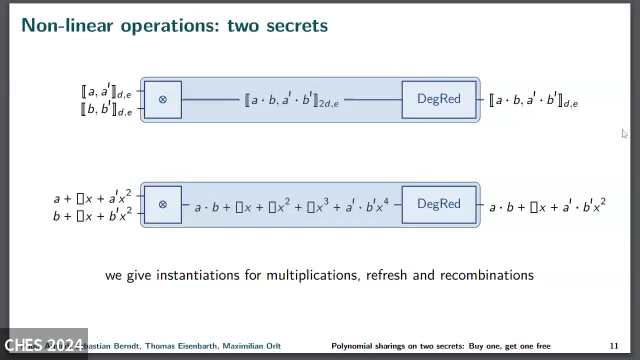 Non-linear operations: two secrets
⟦a, a′⟧d,e
⟦b, b′⟧d,e
⊗
⟦a · b, a′ · b′⟧2d,e
DegRed
⟦a · b, a′ · b′⟧d,e
a + □x + a′x²
b + □x + b′x²
⊗
a · b + □x + □x² + □x³ + a′ · b′x⁴
DegRed
a · b + □x + a′ · b′x²
we give instantiations for multiplications, refresh and recombinations
CHES 2024
Berndt, Thomas Eisenbarth, Maximilian Orlt
Polynomial sharings on two secrets: Buy one, get one free
11